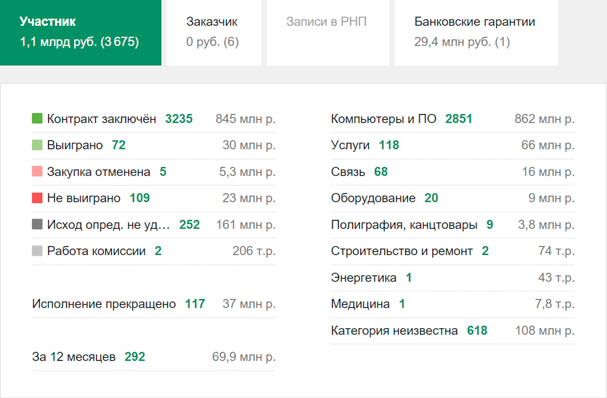 Участник
1,1 млрд руб. (3 675)
Заказчик
0 руб. (6)
Записи в РНП
Банковские гарантии
29,4 млн руб. (1)
Контракт заключён 3235 845 млн р.
Выиграно 72 30 млн р.
Закупка отменена 5 5,3 млн р.
Не выиграно 109 23 млн р.
Исход опред. не уд... 252 161 млн р.
Работа комиссии 2 206 т.р.
Исполнение прекращено 117 37 млн р.
За 12 месяцев 292 69,9 млн р.
Компьютеры и ПО 2851 862 млн р.
Услуги 118 66 млн р.
Связь 68 16 млн р.
Оборудование 20 9 млн р.
Полиграфия, канцтовары 9 3,8 млн р.
Строительство и ремонт 2 74 т.р.
Энергетика 1 43 т.р.
Медицина 1 7,8 т.р.
Категория неизвестна 618 108 млн р.